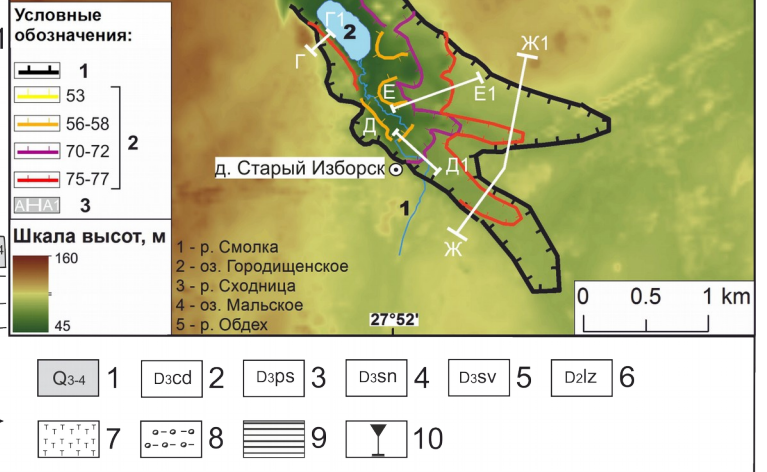 Условные
обозначения:
1
53
56-58
70-72
75-77
2
А А1 3
Шкала высот, м
160
45
Г1
2
Г
Ж1
Е
Е1
Д
Д1
д. Старый Изборск
1
Ж
1 - р. Смолка
2 - оз. Городищенское
3 - р. Сходница
4 - оз. Мальское
5 - р. Обдех
27°52'
0 0.5 1 km
Q3-4 1 D3cd 2 D3ps 3 D3sn 4 D3sv 5 D2lz 6
7 8 9 10